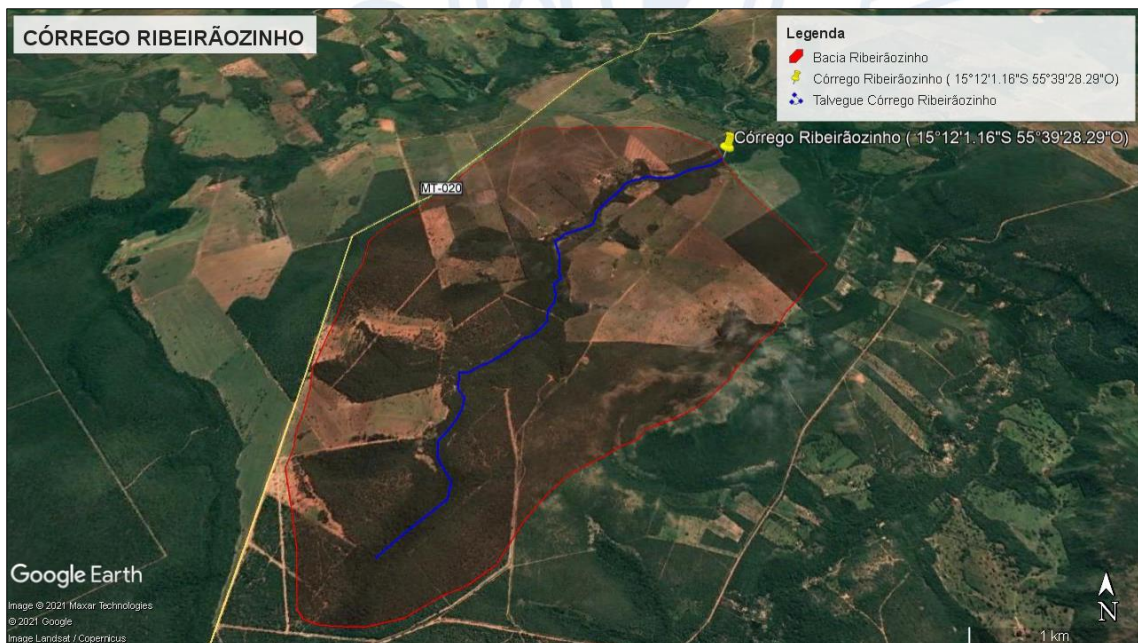 CÓRREGO RIBEIRÃOZINHO
Legenda
Bacia Ribeirãozinho
Córrego Ribeirãozinho ( 15°12'1.16"S 55°39'28.29"O)
Talvegue Córrego Ribeirãozinho
Córrego Ribeirãozinho ( 15°12'1.16"S 55°39'28.29"O)
MT-020
Google Earth
Image © 2021 Maxar Technologies
© 2021 Google
Image Landsat / Copernicus
N
1 km